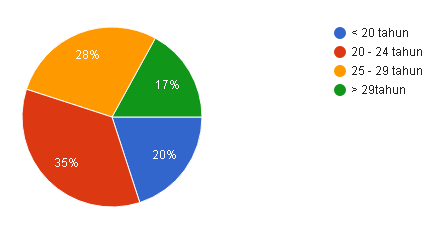 28%
17%
35%
20%
< 20 tahun
20 - 24 tahun
25 - 29 tahun
> 29tahun